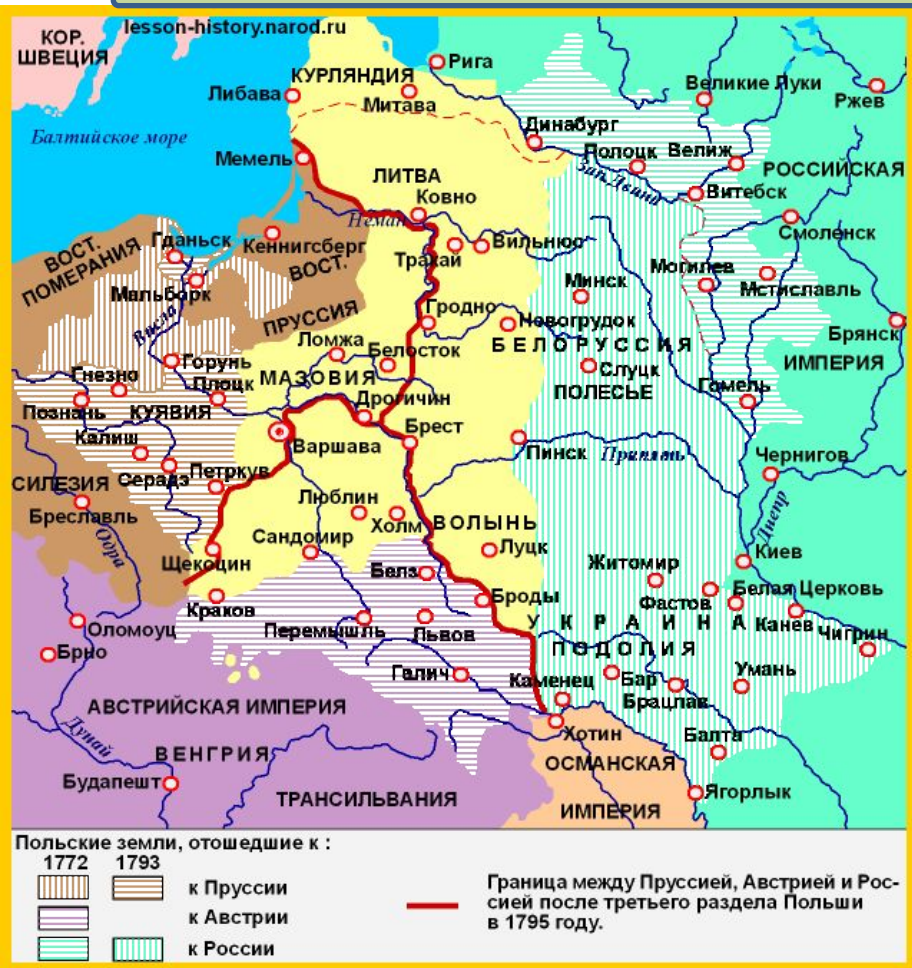 lesson-history.narod.ru
КОР.
ШВЕЦИЯ
Рига
КУРЛЯНДИЯ
Митава
Либава
Великие Луки
Ржев
Балтийское море
Динабург
Мемель
Полоцк
Велиж
РОССИЙСКАЯ
ЛИТВА
Зап. Двина
Витебск
Ковно
Неман
Смоленск
Гданьск
Кеннигсберг
Вильнюс
Тракай
ВОСТ.
ПОМЕРАНИЯ
ВОСТ.
Могилев
Минск
Мстиславль
Мальборк
Висла
ПРУССИЯ
Гродно
Новогрудок
Брянск
Ломжа
Белосток
БЕЛОРУССИЯ
ИМПЕРИЯ
Горунь
Гнезно
Плоцк
МАЗОВИЯ
Слуцк
ПОЛЕСЬЕ
Гомель
Познань
КУЯВИЯ
Дрогичин
Варшава
Брест
Калиш
Пинск
Припять
Чернигов
Серадз
Петркув
СИЛЕЗИЯ
Бреславль
Люблин
Холм
ВОЛЫНЬ
Днепр
Сандомир
Одра
Щекоцин
Луцк
Киев
Белз
Житомир
Белая Церковь
Фастов
Броды
Краков
Оломоуц
Перемышль
Львов
УКРАИНА
Канев
Чигрин
Брно
ПОДОЛИЯ
Галич
Каменец
Бар
Умань
Брацлав
АВСТРИЙСКАЯ ИМПЕРИЯ
Дунай
Хотин
Балта
ВЕНГРИЯ
ОСМАНСКАЯ
Будапешт
ТРАНСИЛЬВАНИЯ
Ягорлык
ИМПЕРИЯ
Польские земли, отошедшие к :
1772 1793
к Пруссии
к Австрии
к России
Граница между Пруссией, Австрией и Рос-
сией после третьего раздела Польши
в 1795 году.